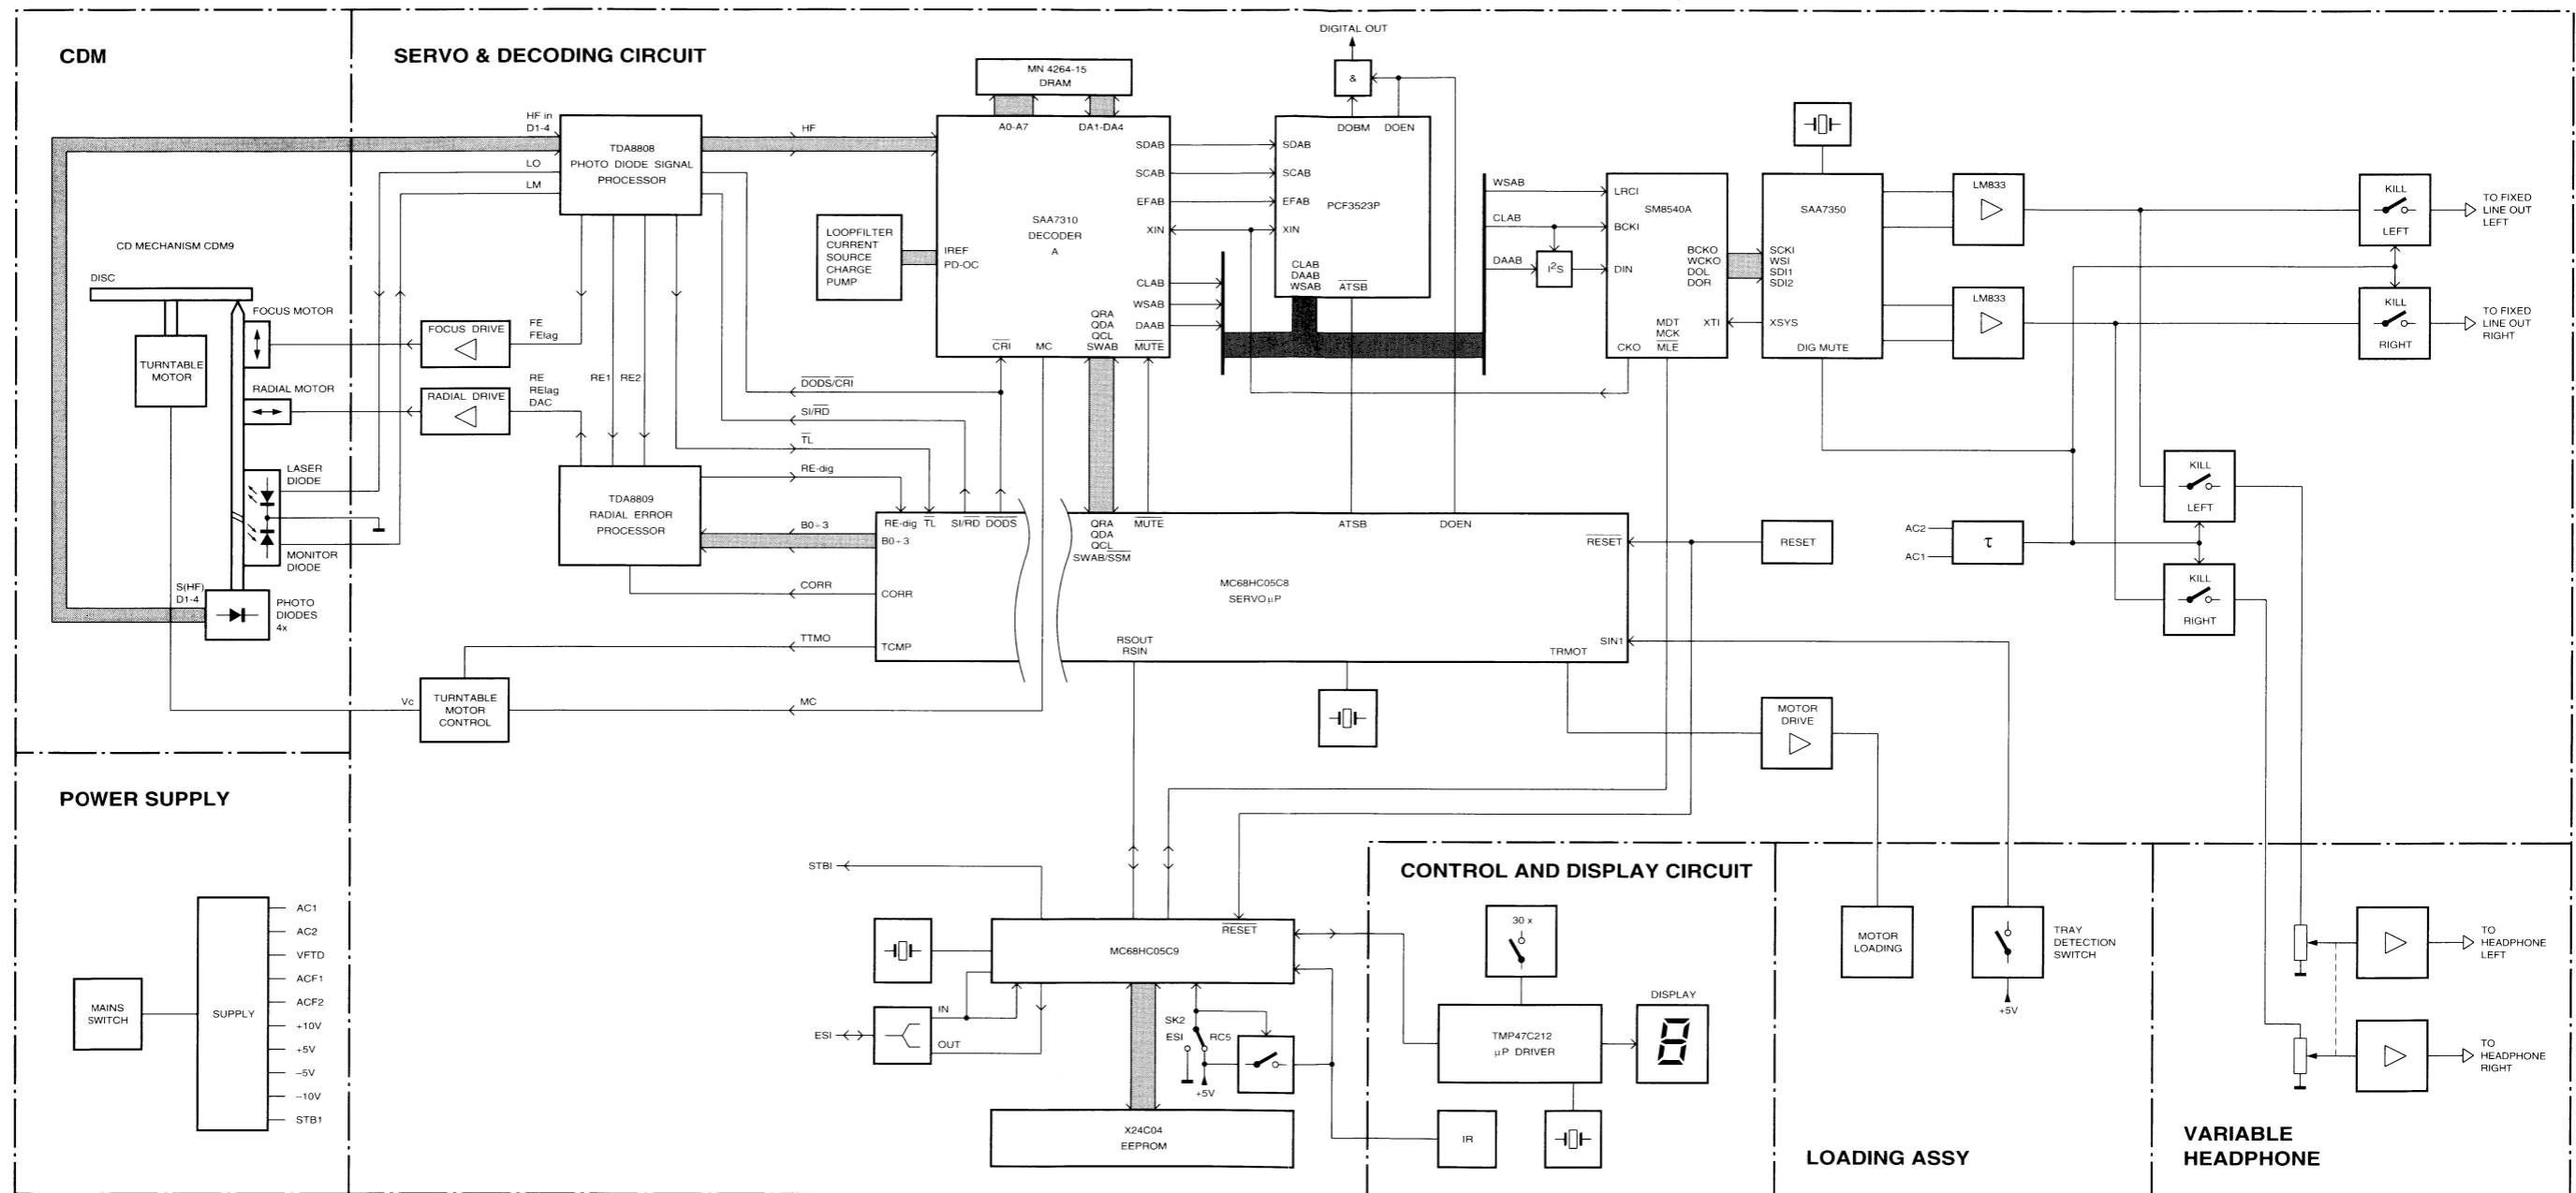 CDM
SERVO & DECODING CIRCUIT
DIGITAL OUT
MN 4264-15
DRAM
&
HF in
D1-4
LO
LM
TDA8808
PHOTO DIODE SIGNAL
PROCESSOR
HF
A0-A7
DA1-DA4
SDAB
SCAB
EFAB
XIN
SAA7310
DECODER
A
IREF
PD-OC
CLAB
WSAB
DAAB
QRA
QDA
QCL
SWAB
MUTE
CRI
MC
LOOPFILTER
CURRENT
SOURCE
CHARGE
PUMP
DOBM
DOEN
SDAB
SCAB
EFAB
XIN
PCF3523P
CLAB
DAAB
WSAB
ATSB
WSAB
CLAB
DAAB
I²S
LRCI
SM8540A
BCKI
DIN
BCKO
WCKO
DOL
DOR
MDT
MCK
MLE
XTI
CKO
SAA7350
SCKI
WSI
SDI1
SDI2
XSYS
DIG MUTE
LM833
LM833
KILL
LEFT
TO FIXED
LINE OUT
LEFT
KILL
RIGHT
TO FIXED
LINE OUT
RIGHT
CD MECHANISM CDM9
DISC
FOCUS MOTOR
TURNTABLE
MOTOR
RADIAL MOTOR
LASER
DIODE
MONITOR
DIODE
S(HF)
D1-4
PHOTO
DIODES
4x
FOCUS DRIVE
FE
FElag
RADIAL DRIVE
RE
RElag
DAC
RE1
RE2
DODS/CRI
SI/RD
TL
RE-dig
TDA8809
RADIAL ERROR
PROCESSOR
B0÷3
CORR
TTMO
MC
Vc
TURNTABLE
MOTOR
CONTROL
RE-dig
TL
SI/RD
DODS
B0÷3
CORR
TCMP
QRA
QDA
QCL
SWAB/SSM
MUTE
ATSB
DOEN
RESET
MC68HC05C8
SERVO µP
RSOUT
RSIN
TRMOT
SIN1
RESET
AC2
AC1
τ
KILL
LEFT
KILL
RIGHT
MOTOR
DRIVE
POWER SUPPLY
MAINS
SWITCH
SUPPLY
AC1
AC2
VFTD
ACF1
ACF2
+10V
+5V
–5V
–10V
STB1
STBI
MC68HC05C9
RESET
ESI
IN
OUT
SK2
ESI
RC5
+5V
X24C04
EEPROM
CONTROL AND DISPLAY CIRCUIT
30 x
TMP47C212
µP DRIVER
DISPLAY
8
IR
MOTOR
LOADING
TRAY
DETECTION
SWITCH
+5V
LOADING ASSY
TO
HEADPHONE
LEFT
TO
HEADPHONE
RIGHT
VARIABLE
HEADPHONE